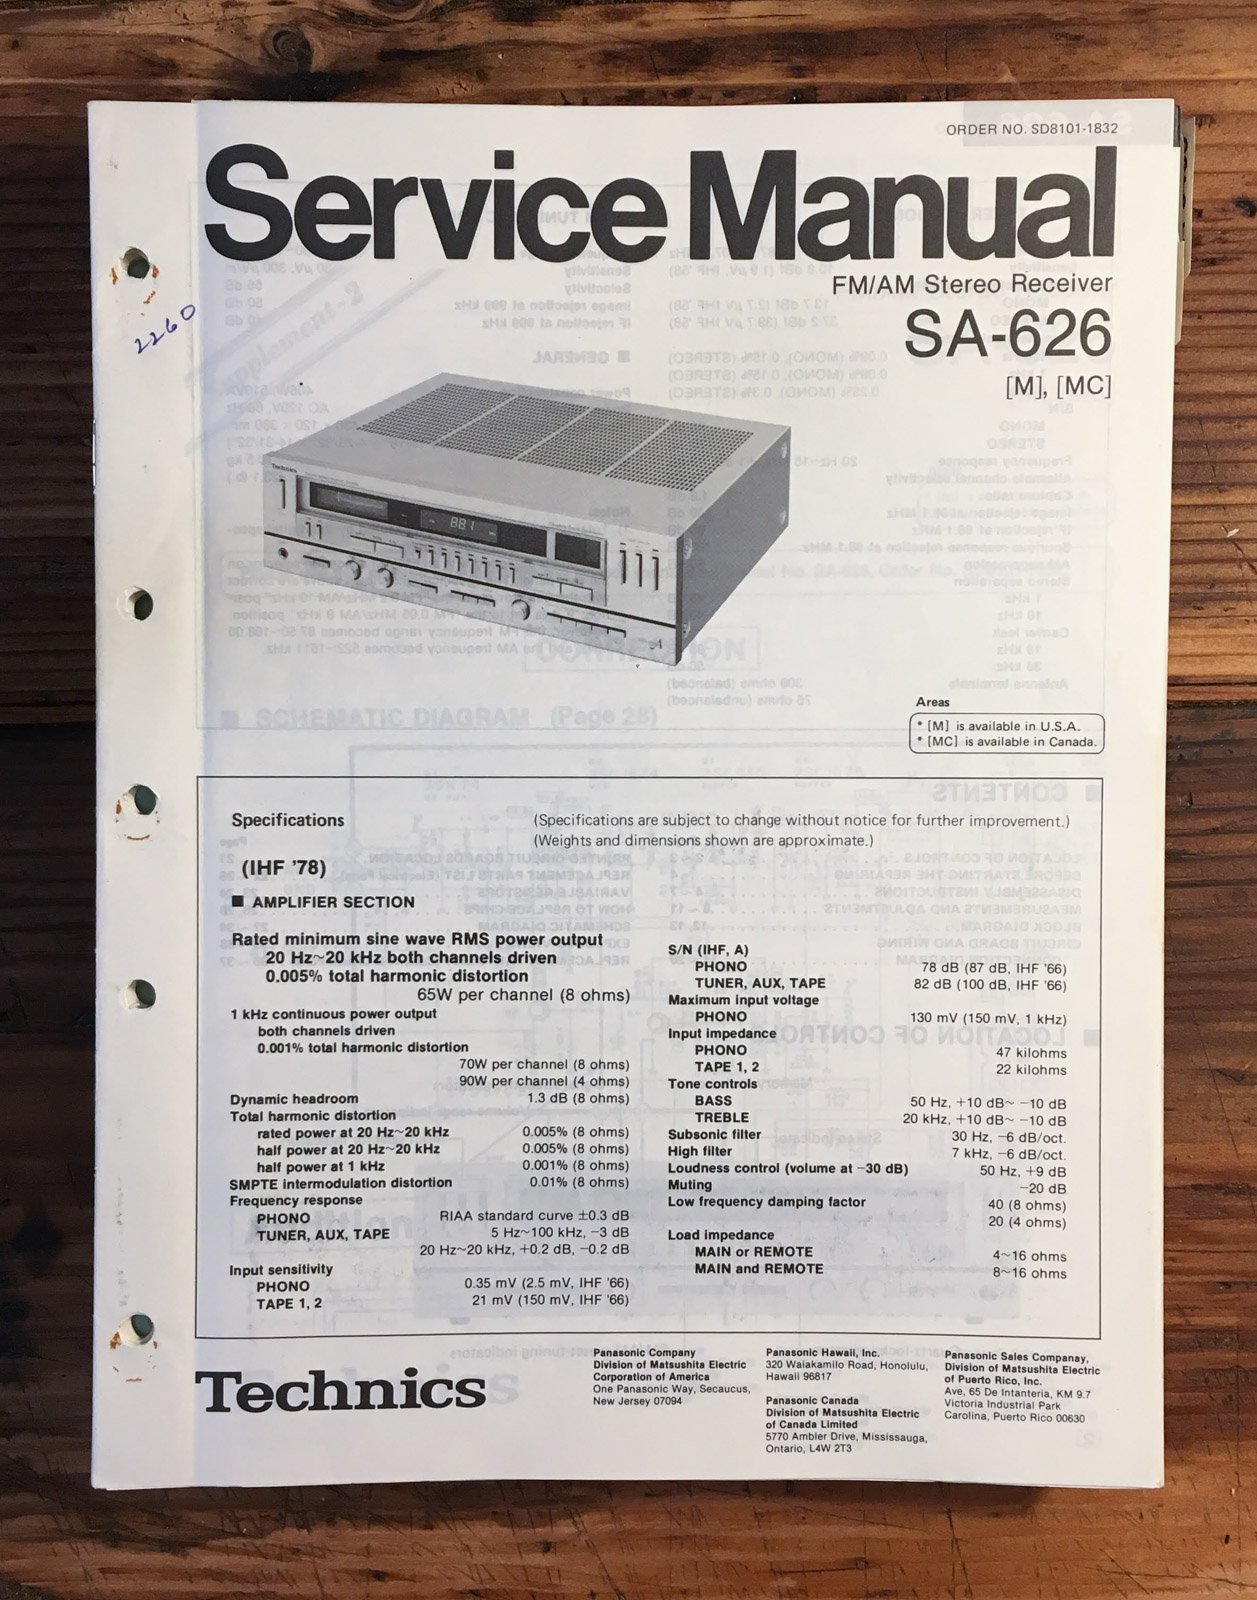 ORDER NO. SD8101-1832
Service Manual
FM/AM Stereo Receiver
SA-626
[M], [MC]
2260
Technics
881
Areas
* [M] is available in U.S.A.
* [MC] is available in Canada.
Specifications
(Specifications are subject to change without notice for further improvement.)
(Weights and dimensions shown are approximate.)
(IHF '78)
■ AMPLIFIER SECTION
Rated minimum sine wave RMS power output
20 Hz~20 kHz both channels driven
0.005% total harmonic distortion
65W per channel (8 ohms)
1 kHz continuous power output
both channels driven
0.001% total harmonic distortion
70W per channel (8 ohms)
90W per channel (4 ohms)
Dynamic headroom 1.3 dB (8 ohms)
Total harmonic distortion
rated power at 20 Hz~20 kHz 0.005% (8 ohms)
half power at 20 Hz~20 kHz 0.005% (8 ohms)
half power at 1 kHz 0.001% (8 ohms)
SMPTE intermodulation distortion 0.01% (8 ohms)
Frequency response
PHONO RIAA standard curve ±0.3 dB
TUNER, AUX, TAPE 5 Hz~100 kHz, −3 dB
20 Hz~20 kHz, +0.2 dB, −0.2 dB
Input sensitivity
PHONO 0.35 mV (2.5 mV, IHF '66)
TAPE 1, 2 21 mV (150 mV, IHF '66)
S/N (IHF, A)
PHONO 78 dB (87 dB, IHF '66)
TUNER, AUX, TAPE 82 dB (100 dB, IHF '66)
Maximum input voltage
PHONO 130 mV (150 mV, 1 kHz)
Input impedance
PHONO 47 kilohms
TAPE 1, 2 22 kilohms
Tone controls
BASS 50 Hz, +10 dB~ −10 dB
TREBLE 20 kHz, +10 dB~ −10 dB
Subsonic filter 30 Hz, −6 dB/oct.
High filter 7 kHz, −6 dB/oct.
Loudness control (volume at −30 dB) 50 Hz, +9 dB
Muting −20 dB
Low frequency damping factor 40 (8 ohms)
20 (4 ohms)
Load impedance
MAIN or REMOTE 4~16 ohms
MAIN and REMOTE 8~16 ohms
Technics
Panasonic Company
Division of Matsushita Electric
Corporation of America
One Panasonic Way, Secaucus,
New Jersey 07094
Panasonic Hawaii, Inc.
320 Waiakamilo Road, Honolulu,
Hawaii 96817
Panasonic Canada
Division of Matsushita Electric
of Canada Limited
5770 Ambler Drive, Mississauga,
Ontario, L4W 2T3
Panasonic Sales Companay,
Division of Matsushita Electric
of Puerto Rico, Inc.
Ave, 65 De Intanteria, KM 9.7
Victoria Industrial Park
Carolina, Puerto Rico 00630